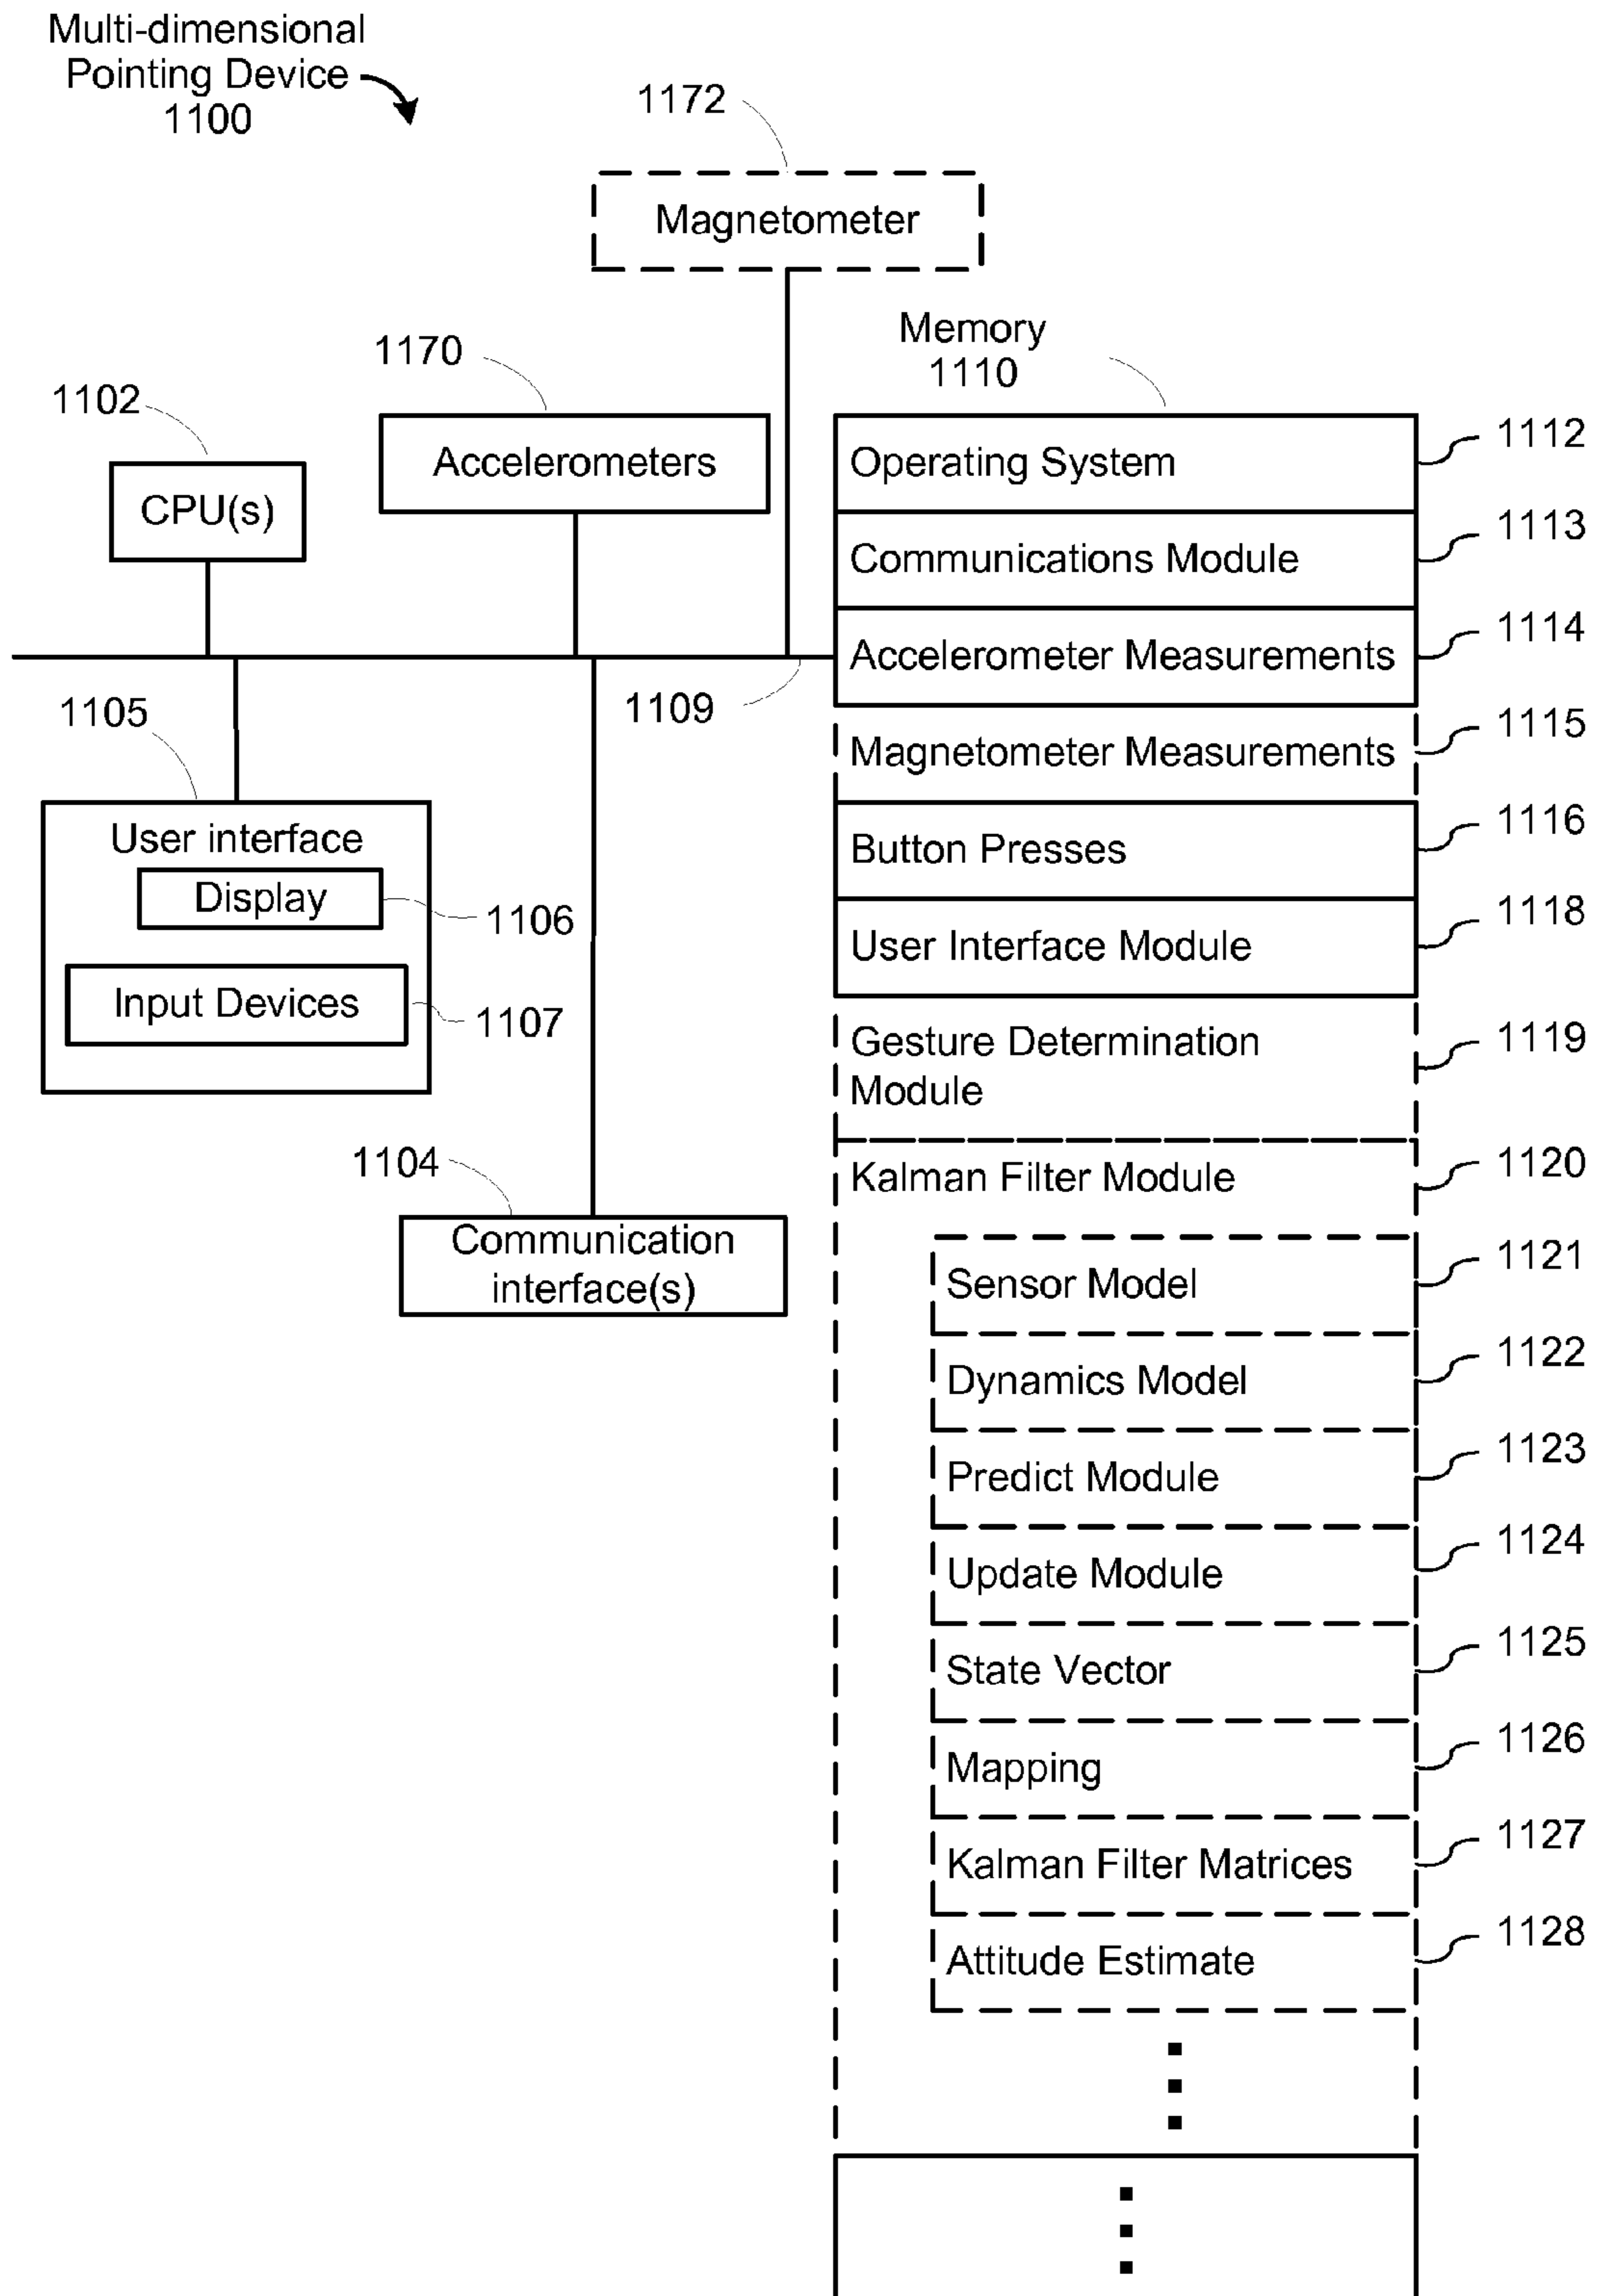 Multi-dimensional
Pointing Device
1100
1172
Magnetometer
1170
Accelerometers
1102
CPU(s)
1109
1105
User interface
Display
1106
Input Devices
1107
1104
Communication
interface(s)
Memory
1110
Operating System
1112
Communications Module
1113
Accelerometer Measurements
1114
Magnetometer Measurements
1115
Button Presses
1116
User Interface Module
1118
Gesture Determination
Module
1119
Kalman Filter Module
1120
Sensor Model
1121
Dynamics Model
1122
Predict Module
1123
Update Module
1124
State Vector
1125
Mapping
1126
Kalman Filter Matrices
1127
Attitude Estimate
1128